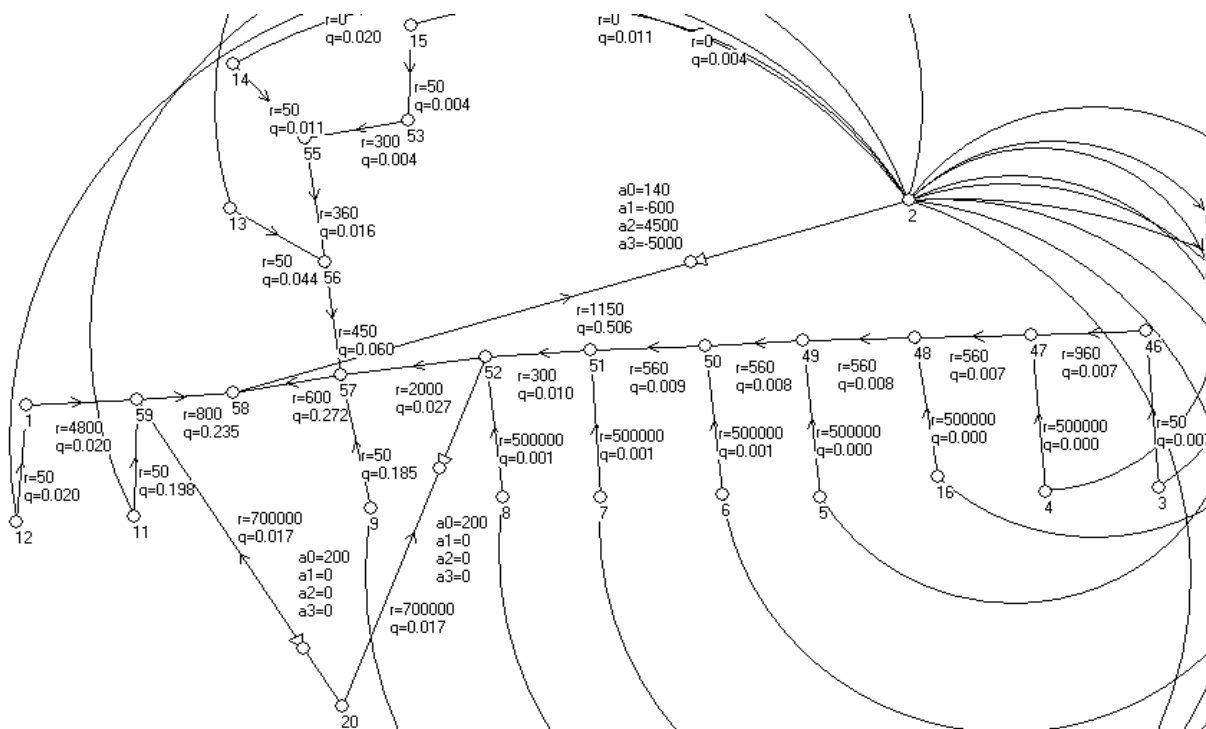 r=0
q=0.020
15
r=0
q=0.011
r=0
q=0.004
14
r=50
q=0.011
r=50
q=0.004
53
55
r=300
q=0.004
a0=140
a1=-600
a2=4500
a3=-5000
2
13
r=360
q=0.016
r=50
q=0.044
56
r=1150
q=0.506
r=450
q=0.060
46
47
48
49
50
51
52
57
58
59
1
r=960
q=0.007
r=560
q=0.007
r=560
q=0.008
r=560
q=0.008
r=560
q=0.009
r=300
q=0.010
r=2000
q=0.027
r=600
q=0.272
r=800
q=0.235
r=4800
q=0.020
r=50
q=0.020
r=50
q=0.198
r=50
q=0.185
r=500000
q=0.001
r=500000
q=0.001
r=500000
q=0.001
r=500000
q=0.000
r=500000
q=0.000
r=500000
q=0.000
r=50
q=0.007
12
11
9
8
7
6
5
16
4
3
r=700000
q=0.017
a0=200
a1=0
a2=0
a3=0
a0=200
a1=0
a2=0
a3=0
r=700000
q=0.017
20